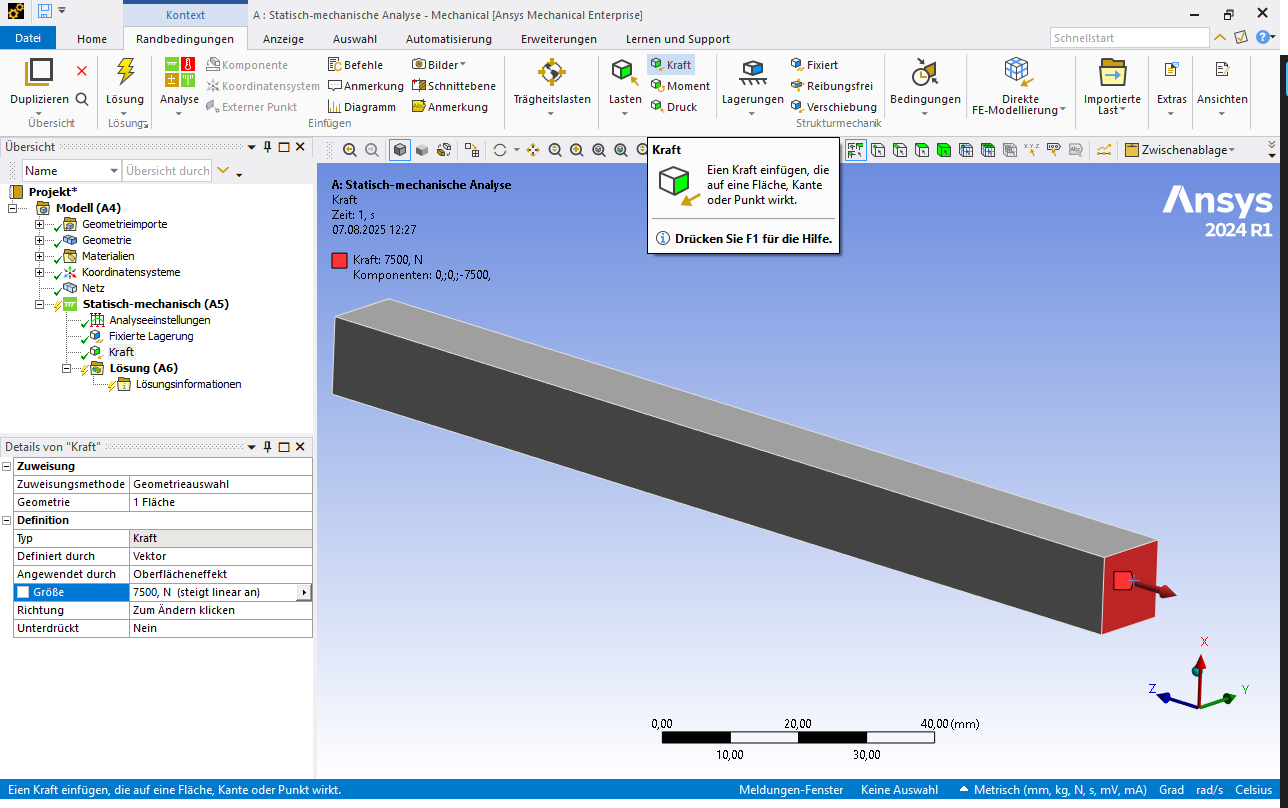 Kontext
A : Statisch-mechanische Analyse - Mechanical [Ansys Mechanical Enterprise]
Datei Home Randbedingungen Anzeige Auswahl Automatisierung Erweiterungen Lernen und Support Schnellstart
Duplizieren
Übersicht
Lösung
Lösung
Analyse
Komponente
Koordinatensystem
Externer Punkt
Befehle
Anmerkung
Diagramm
Bilder
Schnittebene
Anmerkung
Einfügen
Trägheitslasten
Lasten
Kraft
Moment
Druck
Lagerungen
Fixiert
Reibungsfrei
Verschiebung
Strukturmechanik
Bedingungen
Direkte
FE-Modellierung
Importierte
Last
Extras
Ansichten
Zwischenablage
Kraft
Eien Kraft einfügen, die
auf eine Fläche, Kante
oder Punkt wirkt.
Drücken Sie F1 für die Hilfe.
Übersicht
Name Übersicht durch
Projekt*
Modell (A4)
Geometrieimporte
Geometrie
Materialien
Koordinatensysteme
Netz
Statisch-mechanisch (A5)
Analyseeinstellungen
Fixierte Lagerung
Kraft
Lösung (A6)
Lösungsinformationen
Details von "Kraft"
Zuweisung
Zuweisungsmethode Geometrieauswahl
Geometrie 1 Fläche
Definition
Typ Kraft
Definiert durch Vektor
Angewendet durch Oberflächeneffekt
Größe 7500, N (steigt linear an)
Richtung Zum Ändern klicken
Unterdrückt Nein
A: Statisch-mechanische Analyse
Kraft
Zeit: 1, s
07.08.2025 12:27
Kraft: 7500, N
Komponenten: 0,;0,;-7500,
Ansys
2024 R1
X
Y
Z
0,00 20,00 40,00 (mm)
10,00 30,00
Eien Kraft einfügen, die auf eine Fläche, Kante oder Punkt wirkt. Meldungen-Fenster Keine Auswahl Metrisch (mm, kg, N, s, mV, mA) Grad rad/s Celsius